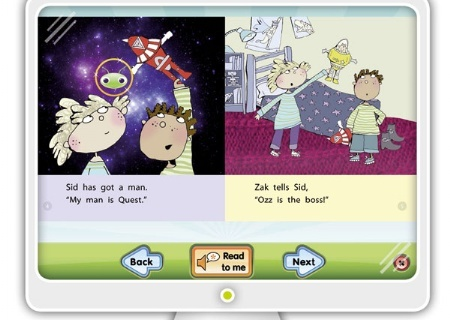 Sid has got a man.
"My man is Quest."
Zak tells Sid,
"Ozz is the boss!"
Back
Read
to me
Next